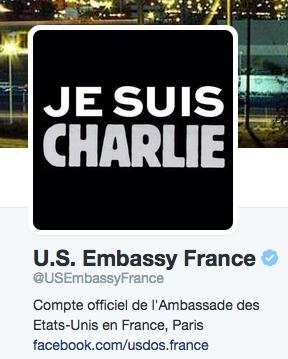 JE SUIS
CHARLIE
U.S. Embassy France
@USEmbassyFrance
Compte officiel de l'Ambassade des
Etats-Unis en France, Paris
facebook.com/usdos.france